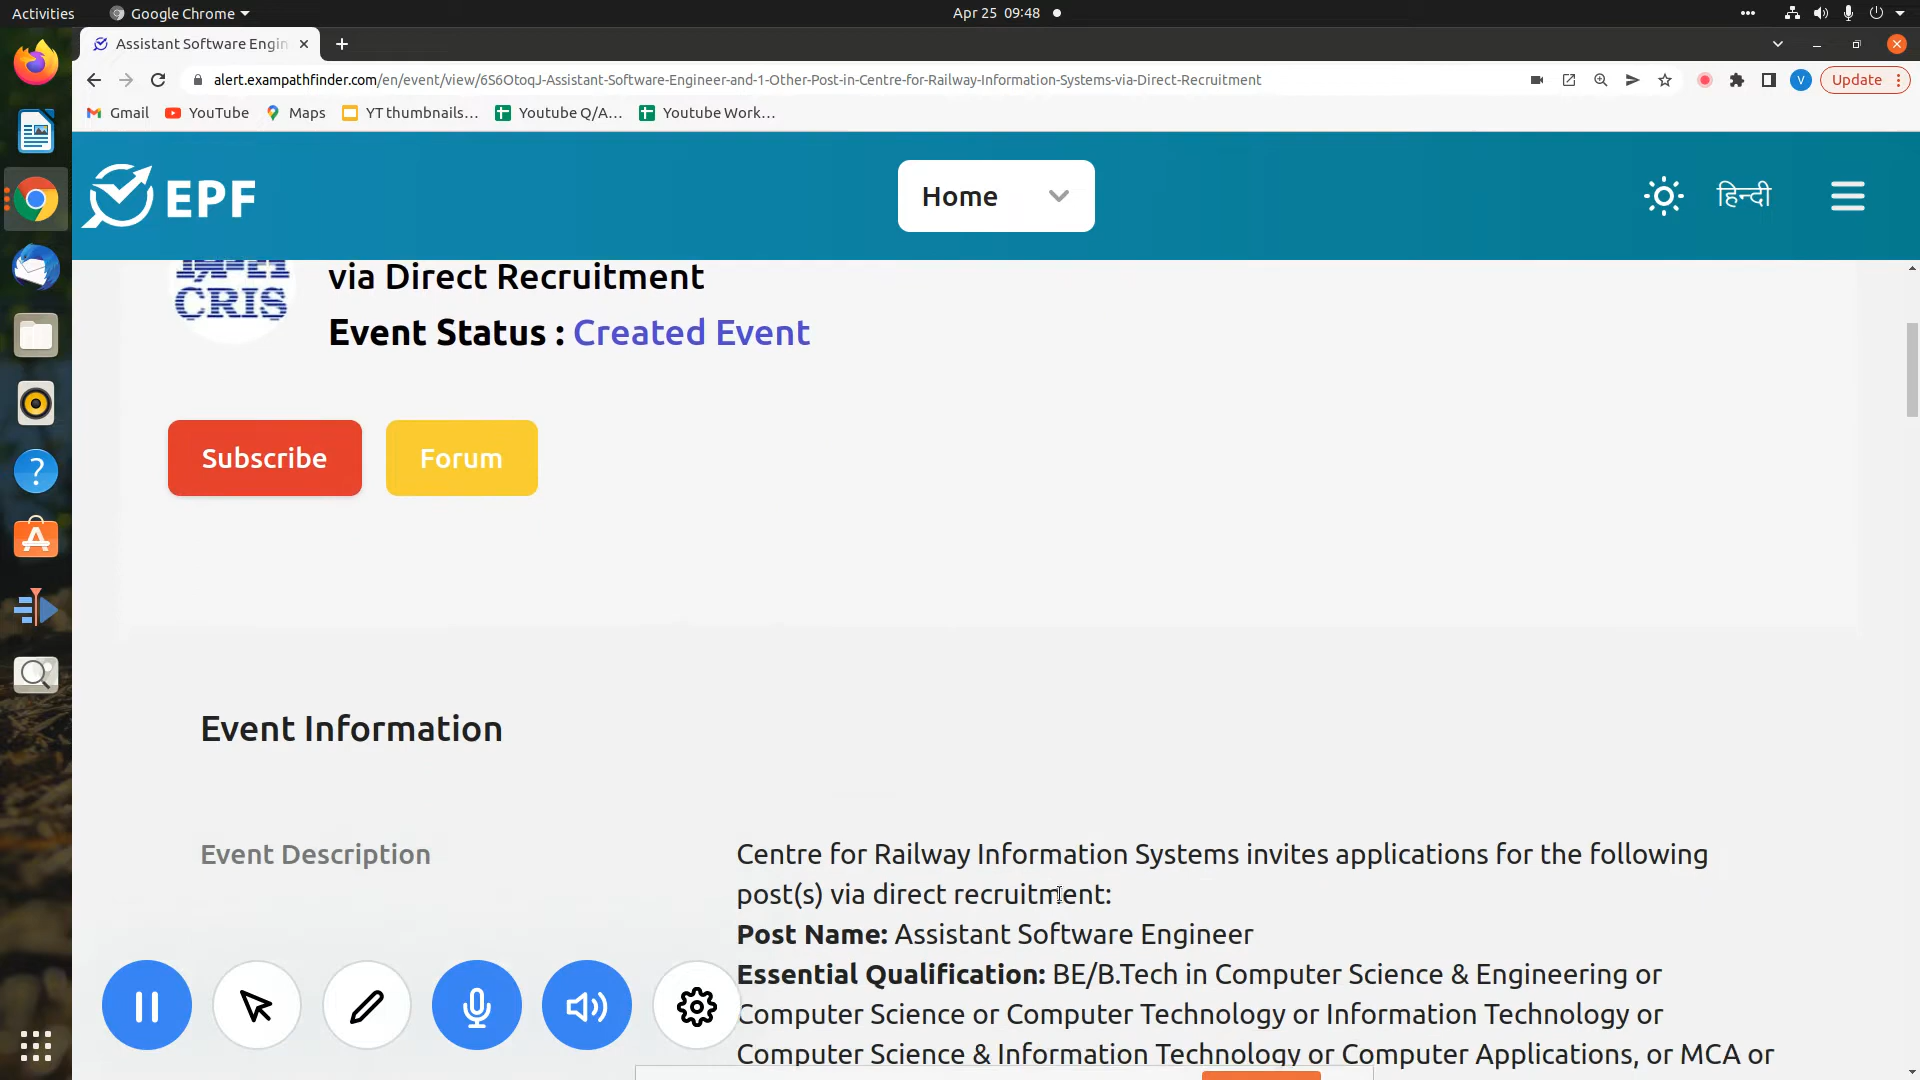 Activities
Google Chrome
Apr 25 09:48
Assistant Software Engin
alert.exampathfinder.com/en/event/view/6S6OtoqJ-Assistant-Software-Engineer-and-1-Other-Post-in-Centre-for-Railway-Information-Systems-via-Direct-Recruitment
V
Update
Gmail
YouTube
Maps
YT thumbnails...
Youtube Q/A...
Youtube Work...
EPF
Home
हिन्दी
CRIS
via Direct Recruitment
Event Status : Created Event
Subscribe
Forum
Event Information
Event Description
Centre for Railway Information Systems invites applications for the following
post(s) via direct recruitment:
Post Name: Assistant Software Engineer
Essential Qualification: BE/B.Tech in Computer Science & Engineering or
Computer Science or Computer Technology or Information Technology or
Computer Science & Information Technology or Computer Applications, or MCA or